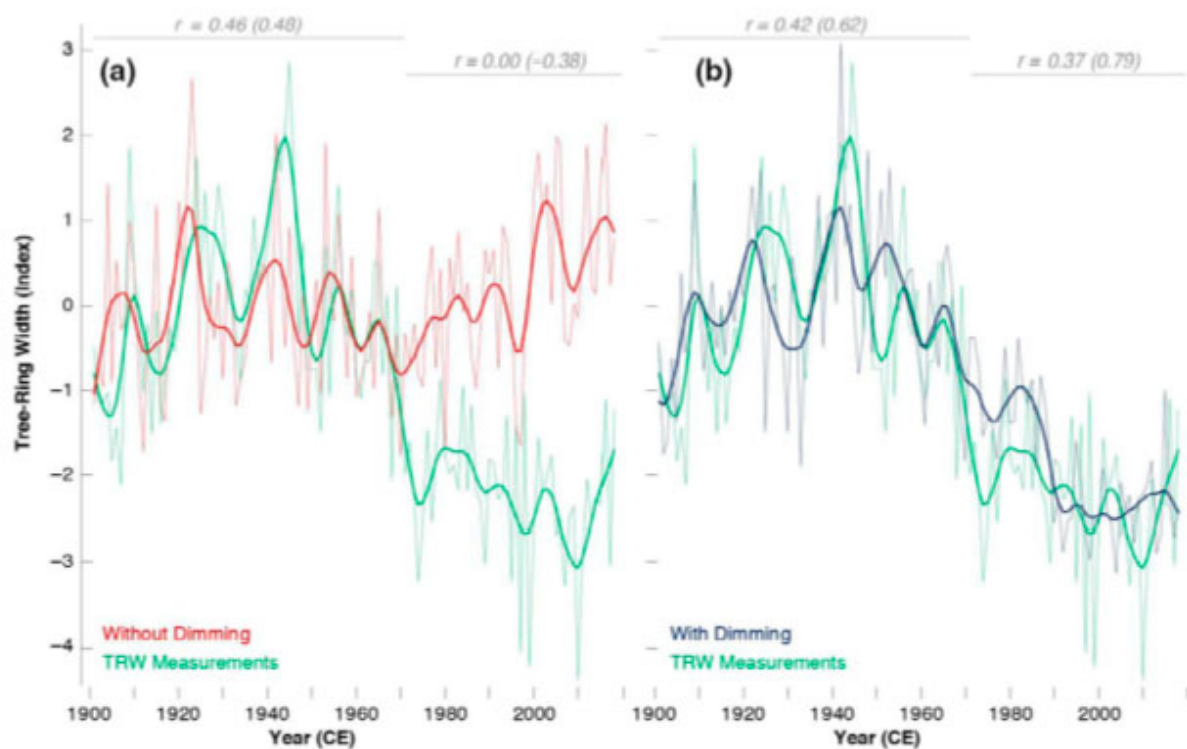 r = 0.46 (0.48)
r = 0.00 (−0.38)
(a)
3
2
1
0
−1
−2
−3
−4
Tree-Ring Width (Index)
Without Dimming
TRW Measurements
1900 1920 1940 1960 1980 2000
Year (CE)
r = 0.42 (0.62)
r = 0.37 (0.79)
(b)
With Dimming
TRW Measurements
1900 1920 1940 1960 1980 2000
Year (CE)